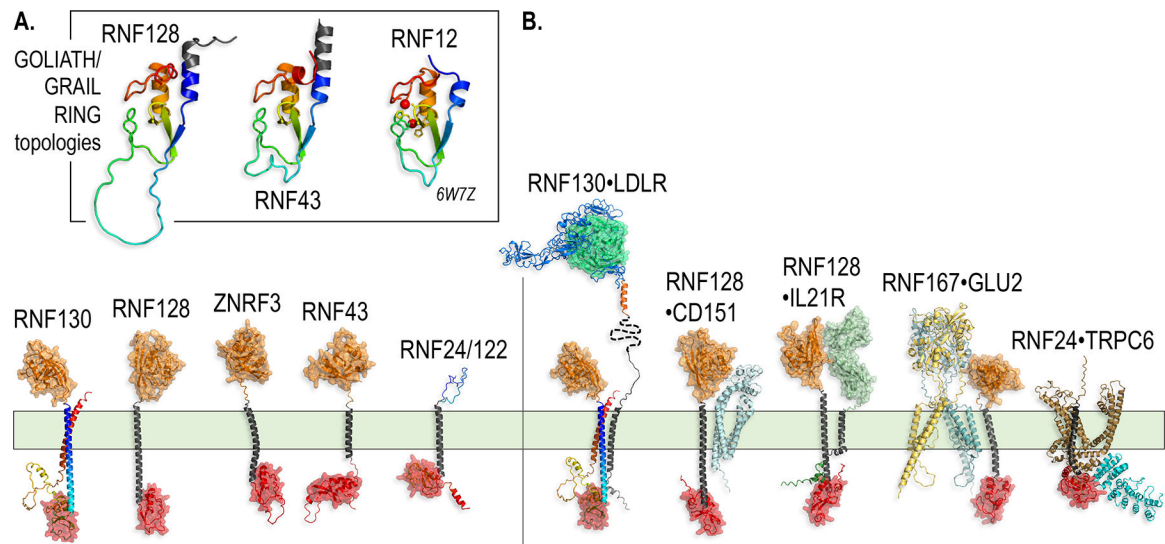 A.
RNF128
GOLIATH/
GRAIL
RING
topologies
RNF43
RNF12
6W7Z
RNF130
RNF128
ZNRF3
RNF43
RNF24/122
B.
RNF130•LDLR
RNF128
•CD151
RNF128
•IL21R
RNF167•GLU2
RNF24•TRPC6